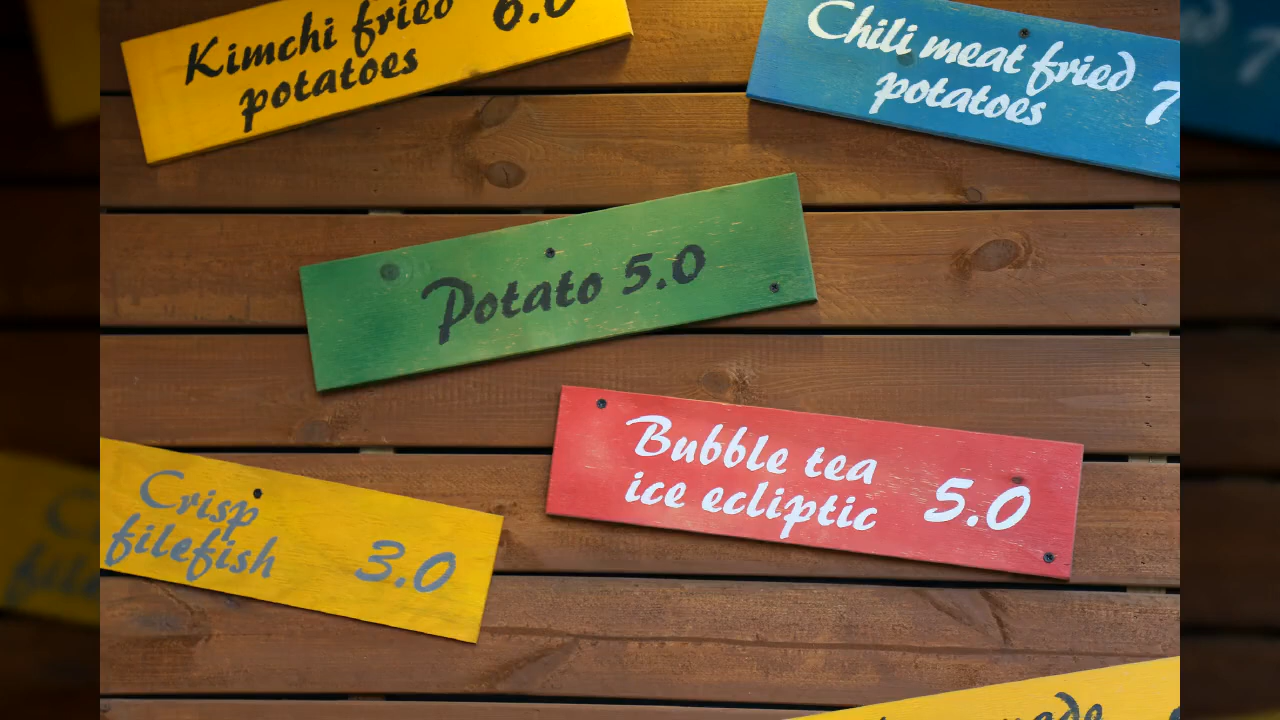 Kimchi fried 6.0
potatoes
Chili meat fried 7
potatoes
Potato 5.0
Bubble tea
ice ecliptic 5.0
Crisp
filefish 3.0